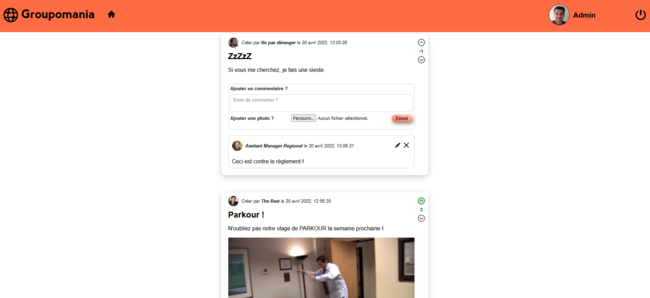 Groupomania
Admin
Créer par Ne pas déranger le 20 avril 2022, 13:03:26
ZzZzZ
-1
Si vous me cherchez, je fais une sieste.
Ajouter un commentaire ?
Envie de commenter ?
Ajouter une photo ?
Parcourir... Aucun fichier sélectionné.
Envoi
Assitant Manager Regional le 20 avril 2022, 13:06:31
Ceci est contre le règlement !
Créer par The Best le 20 avril 2022, 12:58:35
Parkour !
3
N'oubliez pas notre stage de PARKOUR la semaine prochaine !